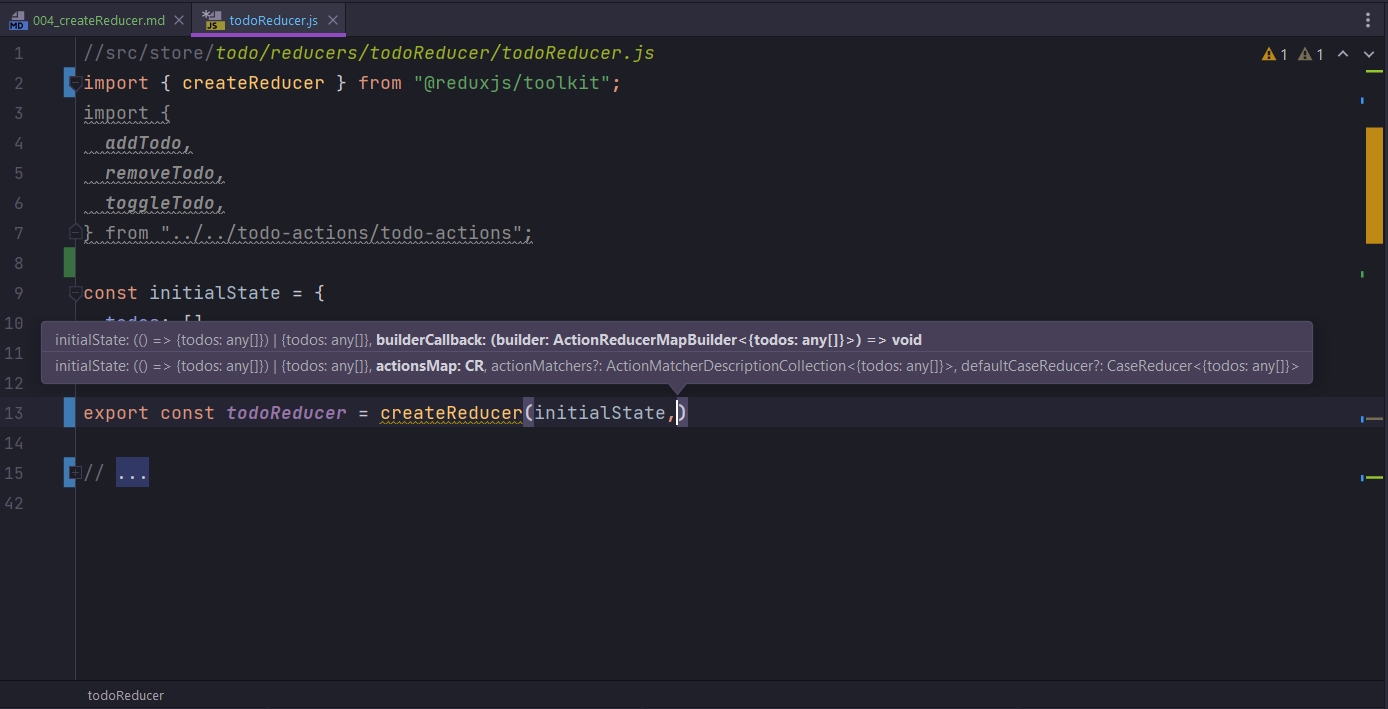 MD 004_createReducer.md
JS todoReducer.js
1 //src/store/todo/reducers/todoReducer/todoReducer.js
1 1
2 import { createReducer } from "@reduxjs/toolkit";
3 import {
4 addTodo,
5 removeTodo,
6 toggleTodo,
7 } from "../../todo-actions/todo-actions";
8
9 const initialState = {
10 todos: []
initialState: (() => {todos: any[]}) | {todos: any[]}, builderCallback: (builder: ActionReducerMapBuilder<{todos: any[]}>) => void
11
initialState: (() => {todos: any[]}) | {todos: any[]}, actionsMap: CR, actionMatchers?: ActionMatcherDescriptionCollection<{todos: any[]}>, defaultCaseReducer?: CaseReducer<{todos: any[]}>
12
13 export const todoReducer = createReducer(initialState,)
14
15 // ...
42
todoReducer